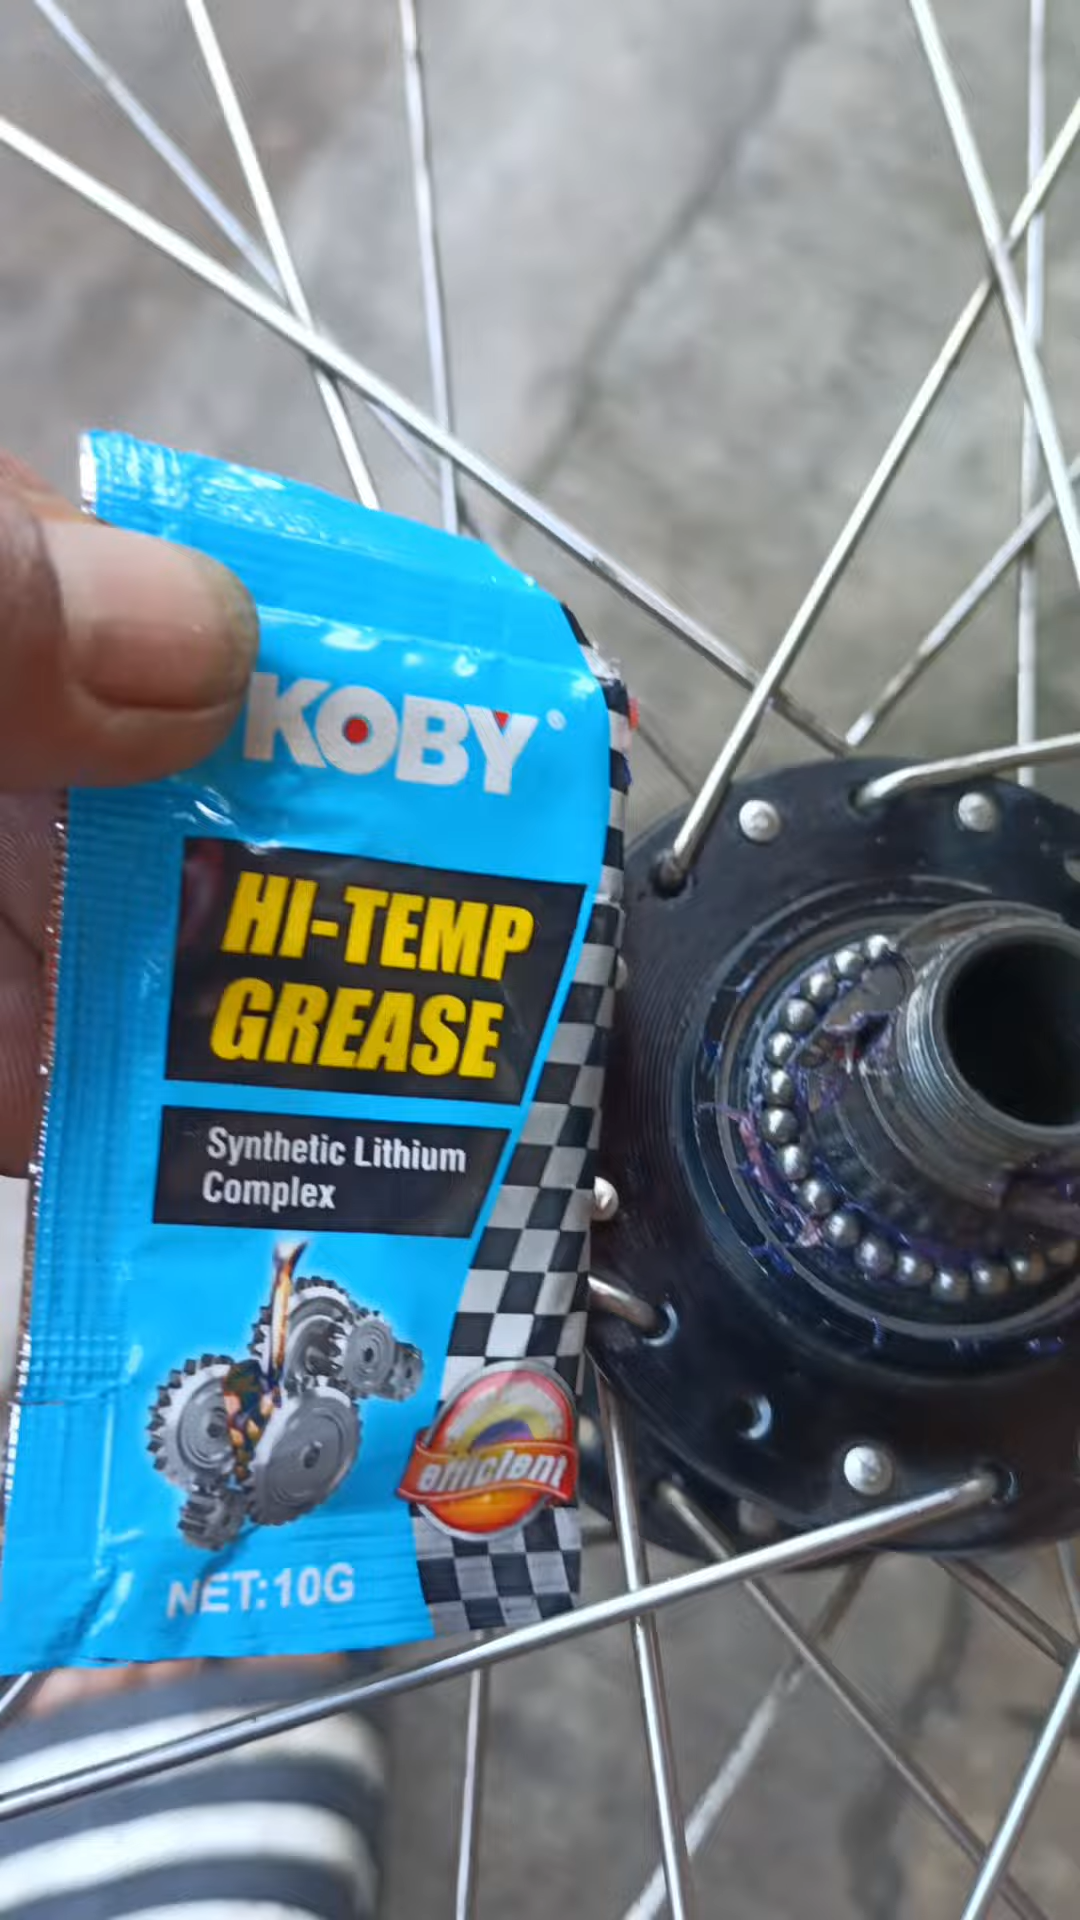 KOBY
HI-TEMP
GREASE
Synthetic Lithium
Complex
efficient
NET:10G